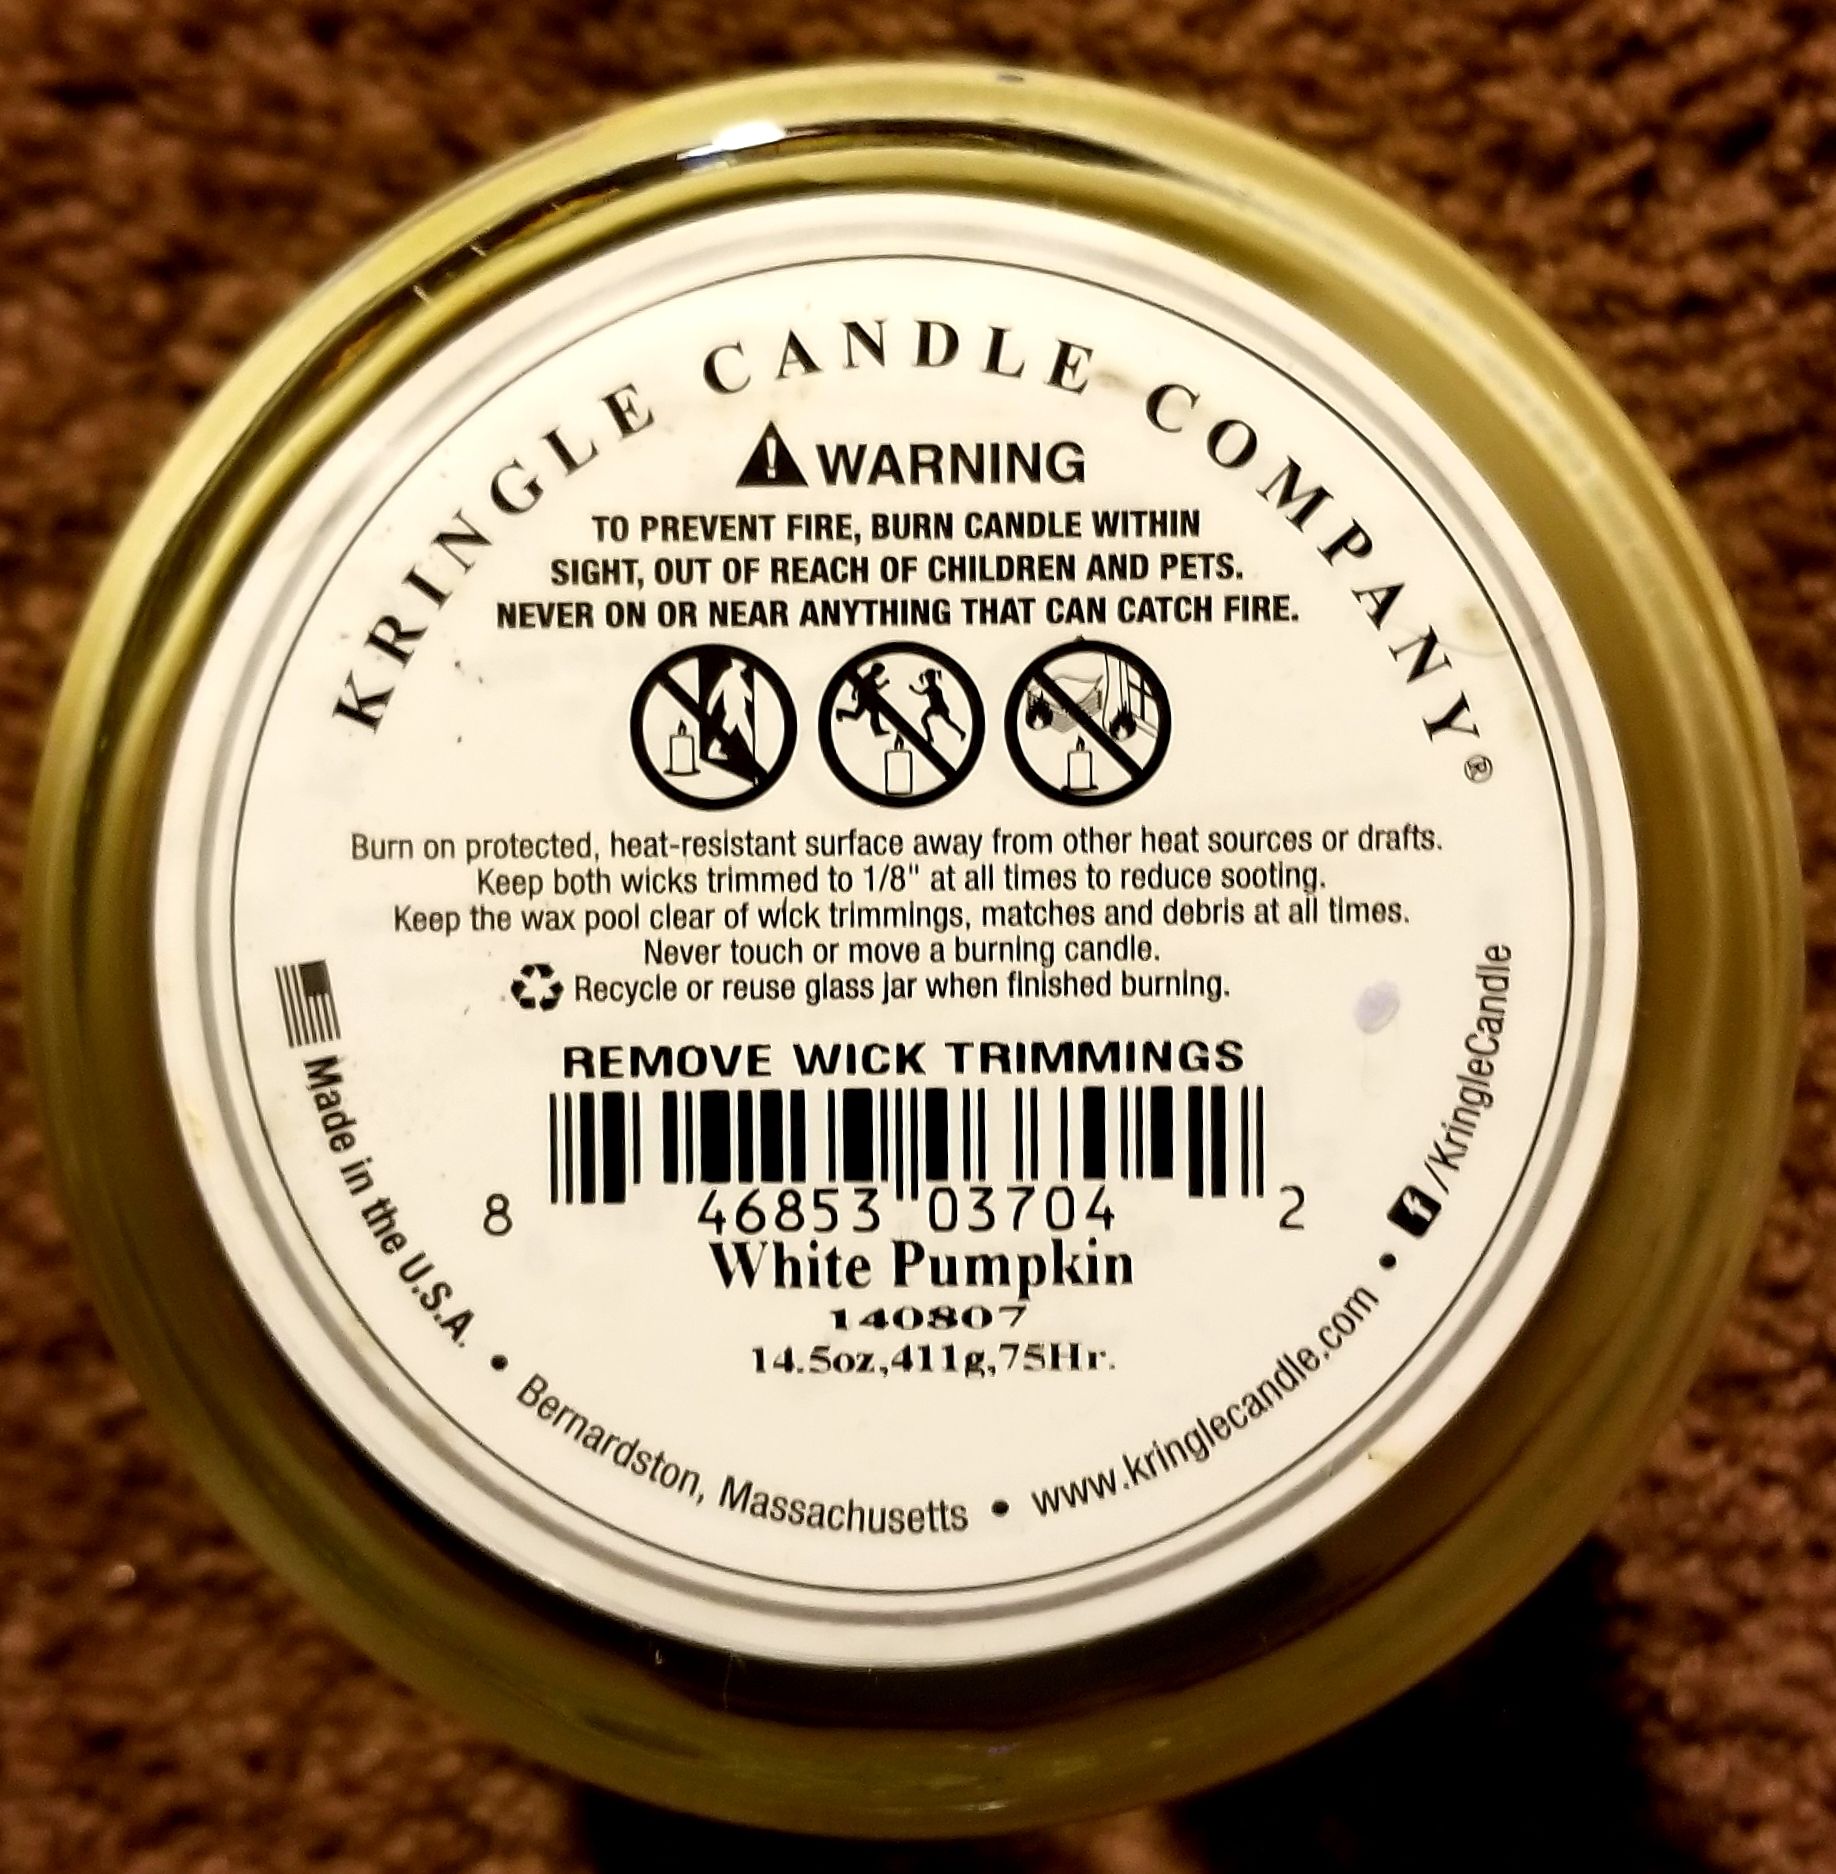 KRINGLE CANDLE COMPANY®
WARNING
TO PREVENT FIRE, BURN CANDLE WITHIN
SIGHT, OUT OF REACH OF CHILDREN AND PETS.
NEVER ON OR NEAR ANYTHING THAT CAN CATCH FIRE.
Burn on protected, heat-resistant surface away from other heat sources or drafts.
Keep both wicks trimmed to 1/8" at all times to reduce sooting.
Keep the wax pool clear of wick trimmings, matches and debris at all times.
Never touch or move a burning candle.
Recycle or reuse glass jar when finished burning.
REMOVE WICK TRIMMINGS
8 46853 03704 2
White Pumpkin
140807
14.5oz,411g,75Hr.
Made in the U.S.A. • Bernardston, Massachusetts • www.kringlecandle.com • f/KringleCandle